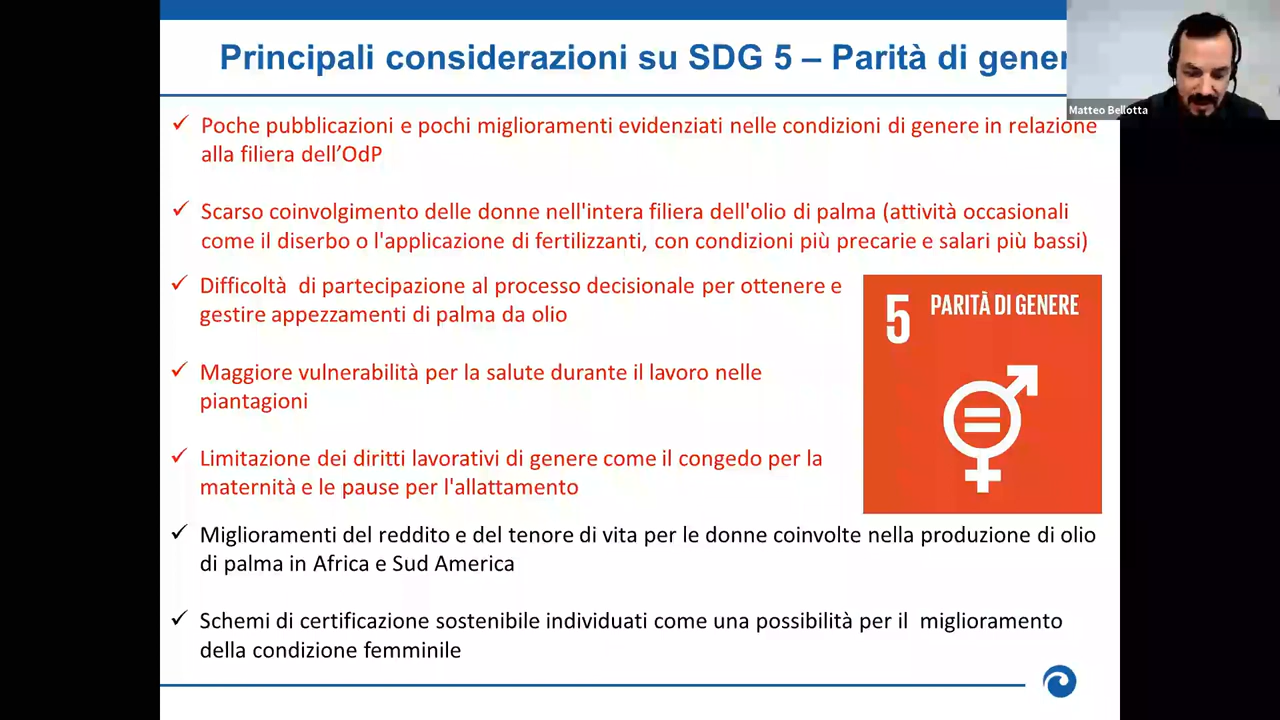 Principali considerazioni su SDG 5 – Parità di gener
Matteo Bellotta
✓ Poche pubblicazioni e pochi miglioramenti evidenziati nelle condizioni di genere in relazione
alla filiera dell’OdP
✓ Scarso coinvolgimento delle donne nell'intera filiera dell'olio di palma (attività occasionali
come il diserbo o l'applicazione di fertilizzanti, con condizioni più precarie e salari più bassi)
✓ Difficoltà di partecipazione al processo decisionale per ottenere e
gestire appezzamenti di palma da olio
✓ Maggiore vulnerabilità per la salute durante il lavoro nelle
piantagioni
✓ Limitazione dei diritti lavorativi di genere come il congedo per la
maternità e le pause per l'allattamento
5 PARITÀ DI GENERE
✓ Miglioramenti del reddito e del tenore di vita per le donne coinvolte nella produzione di olio
di palma in Africa e Sud America
✓ Schemi di certificazione sostenibile individuati come una possibilità per il miglioramento
della condizione femminile